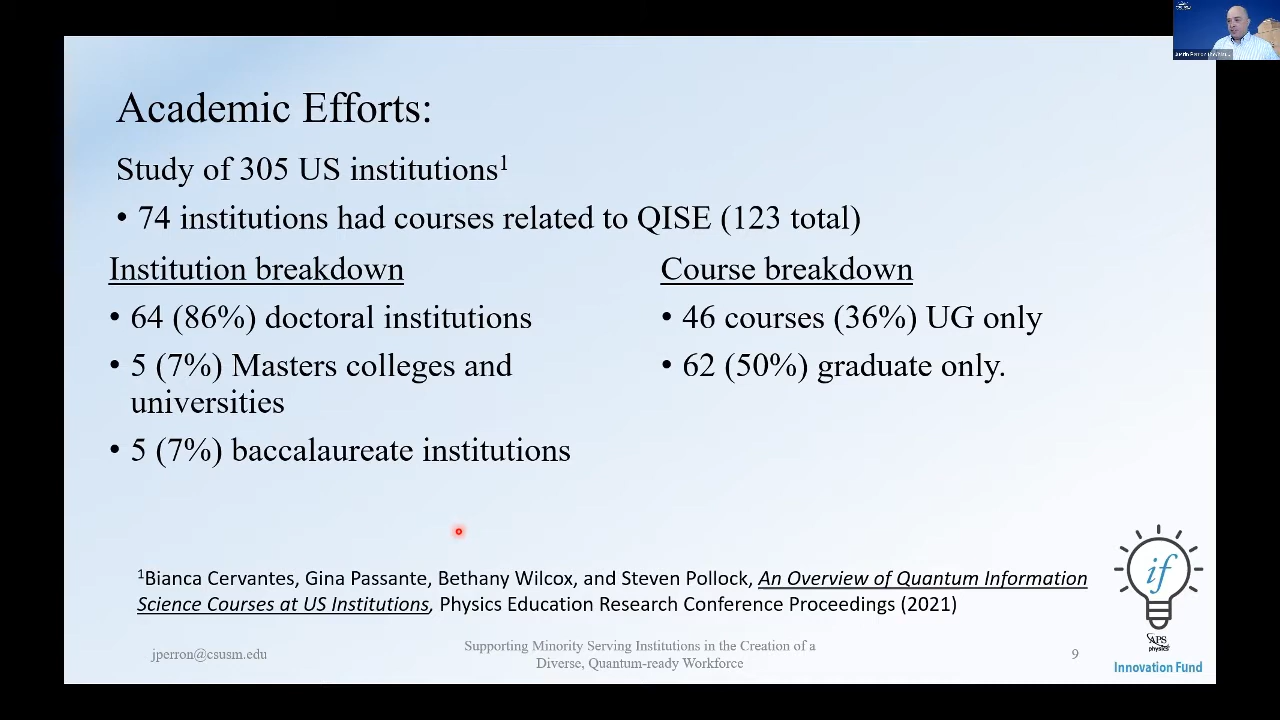 Academic Efforts:
Study of 305 US institutions¹
• 74 institutions had courses related to QISE (123 total)
Institution breakdown
• 64 (86%) doctoral institutions
• 5 (7%) Masters colleges and
universities
• 5 (7%) baccalaureate institutions
Course breakdown
• 46 courses (36%) UG only
• 62 (50%) graduate only.
¹Bianca Cervantes, Gina Passante, Bethany Wilcox, and Steven Pollock, An Overview of Quantum Information
Science Courses at US Institutions, Physics Education Research Conference Proceedings (2021)
jperron@csusm.edu
Supporting Minority Serving Institutions in the Creation of a
Diverse, Quantum-ready Workforce
9
if
APS
physics
Innovation Fund